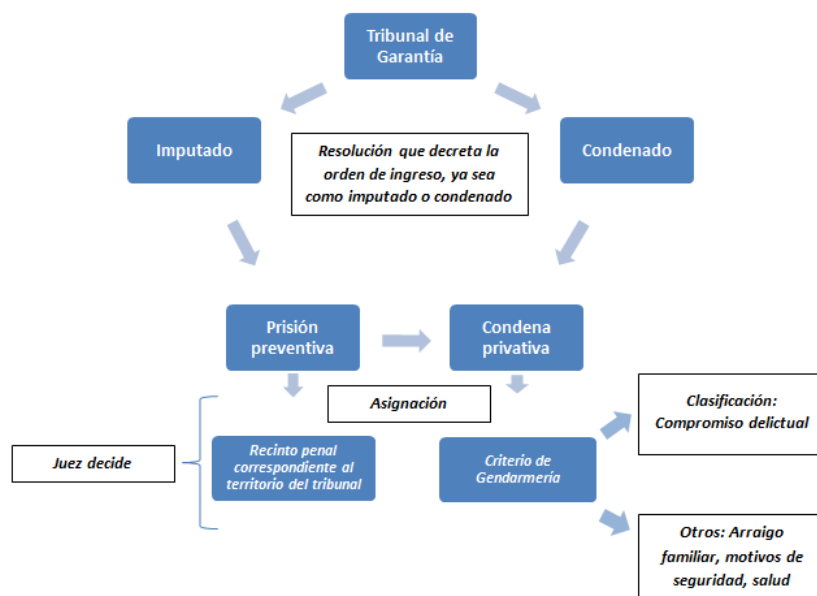 Tribunal de
Garantía
Imputado
Resolución que decreta la
orden de ingreso, ya sea
como imputado o condenado
Condenado
Prisión
preventiva
Condena
privativa
Asignación
Clasificación:
Compromiso delictual
Juez decide
Recinto penal
correspondiente al
territorio del tribunal
Criterio de
Gendarmería
Otros: Arraigo
familiar, motivos de
seguridad, salud